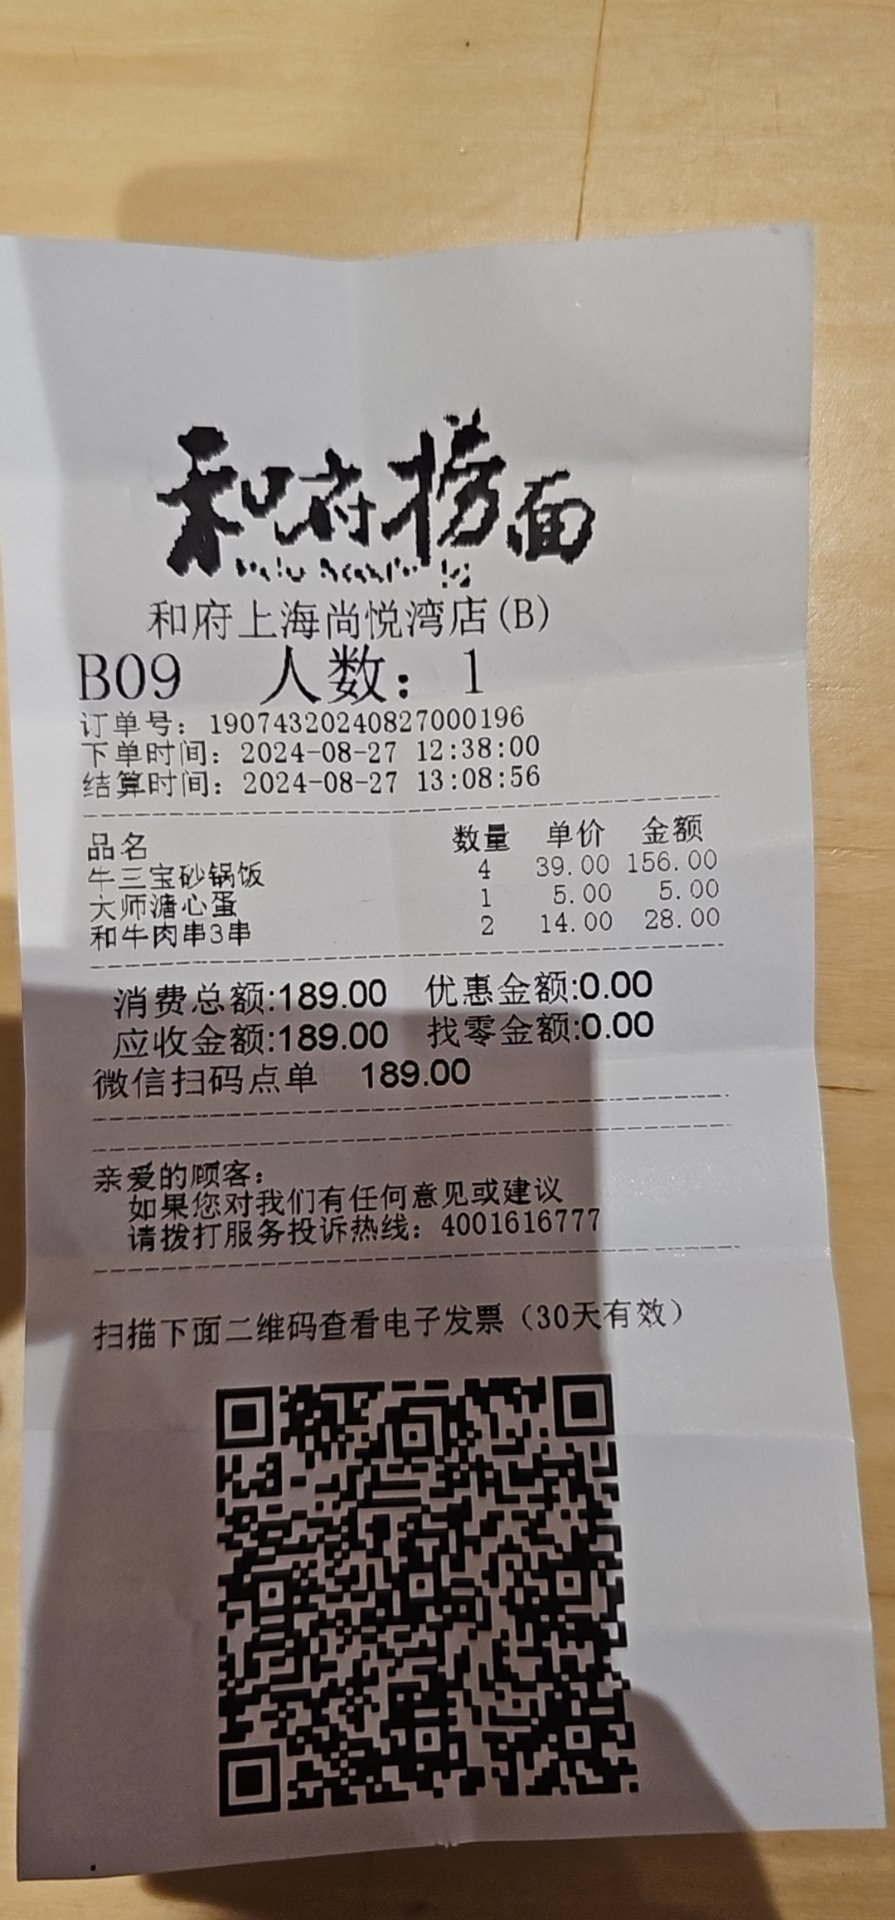 和府捞面
和府上海尚悦湾店(B)
B09 人数：1
订单号：19074320240827000196
下单时间：2024-08-27 12:38:00
结算时间：2024-08-27 13:08:56
品名 数量 单价 金额
牛三宝砂锅饭 4 39.00 156.00
大师溏心蛋 1 5.00 5.00
和牛肉串3串 2 14.00 28.00
消费总额:189.00 优惠金额:0.00
应收金额:189.00 找零金额:0.00
微信扫码点单 189.00
亲爱的顾客：
如果您对我们有任何意见或建议
请拨打服务投诉热线：4001616777
扫描下面二维码查看电子发票（30天有效）